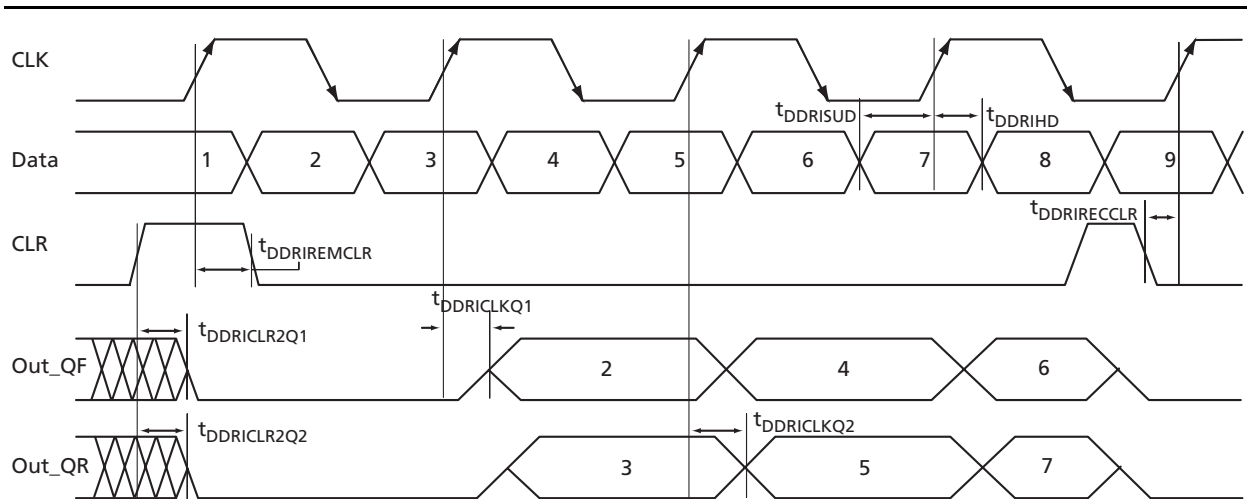 CLK
tDDRISUD
tDDRIHD
Data 1 2 3 4 5 6 7 8 9
tDDRIRECCLR
CLR
tDDRIREMCLR
tDDRICLKQ1
tDDRICLR2Q1
Out_QF 2 4 6
tDDRICLR2Q2
tDDRICLKQ2
Out_QR 3 5 7